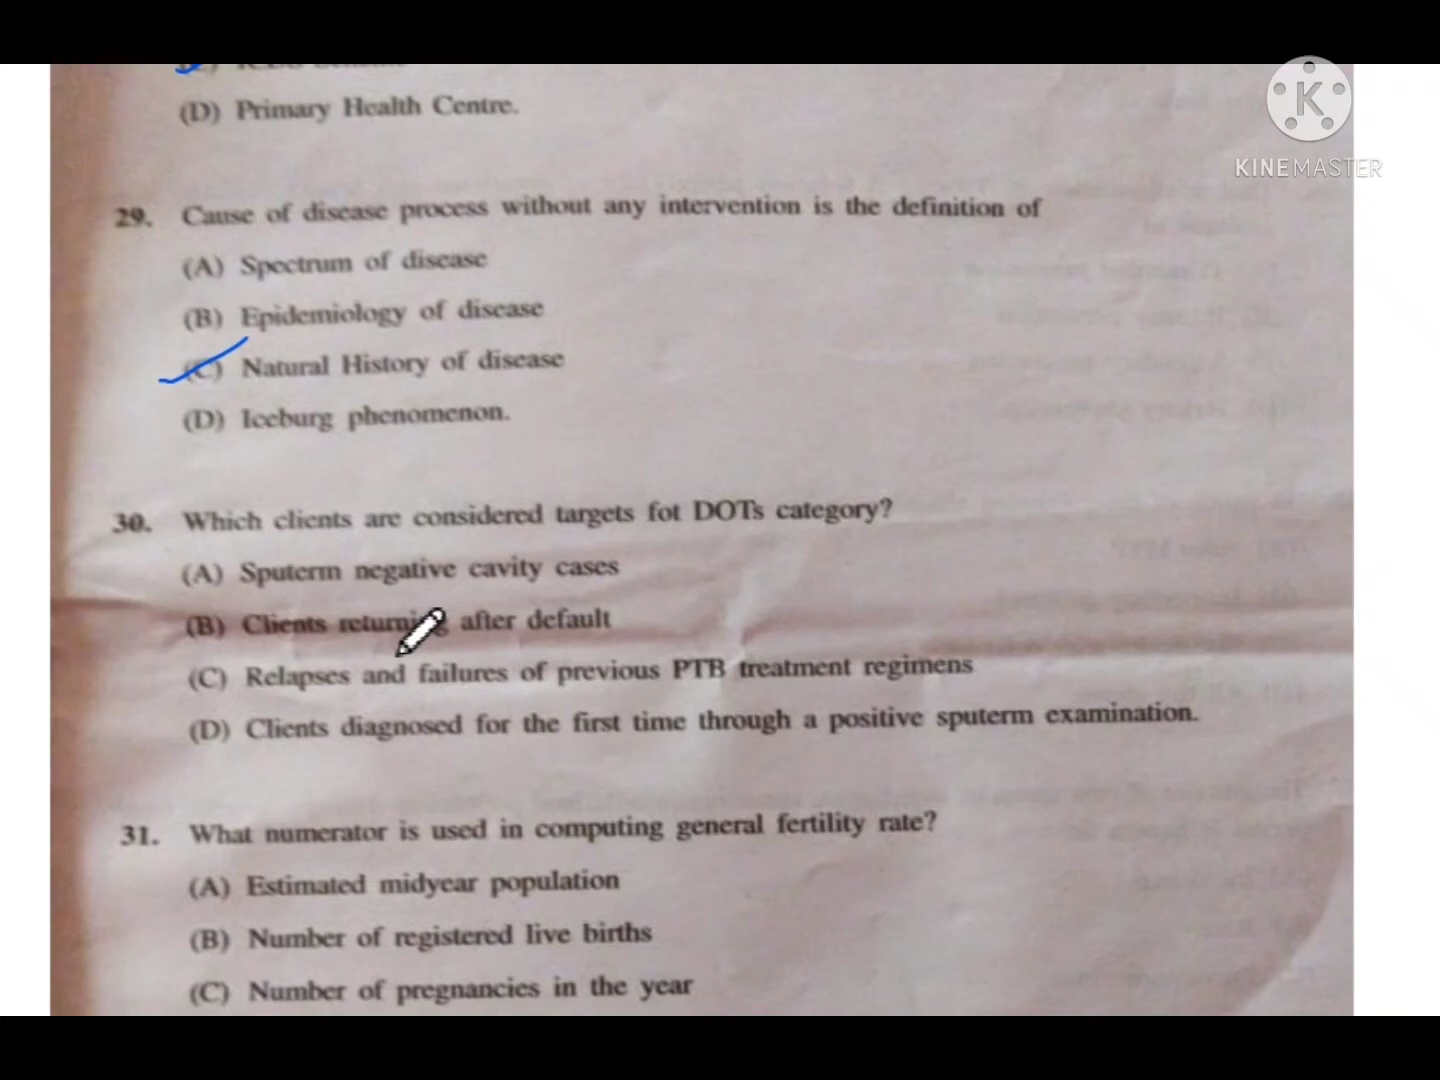 (D) Primary Health Centre.
K
KINEMASTER
29. Cause of disease process without any intervention is the definition of
(A) Spectrum of disease
(B) Epidemiology of disease
(C) Natural History of disease
(D) Iceburg phenomenon.
30. Which clients are considered targets fot DOTs category?
(A) Sputerm negative cavity cases
(B) Clients returning after default
(C) Relapses and failures of previous PTB treatment regimens
(D) Clients diagnosed for the first time through a positive sputerm examination.
31. What numerator is used in computing general fertility rate?
(A) Estimated midyear population
(B) Number of registered live births
(C) Number of pregnancies in the year